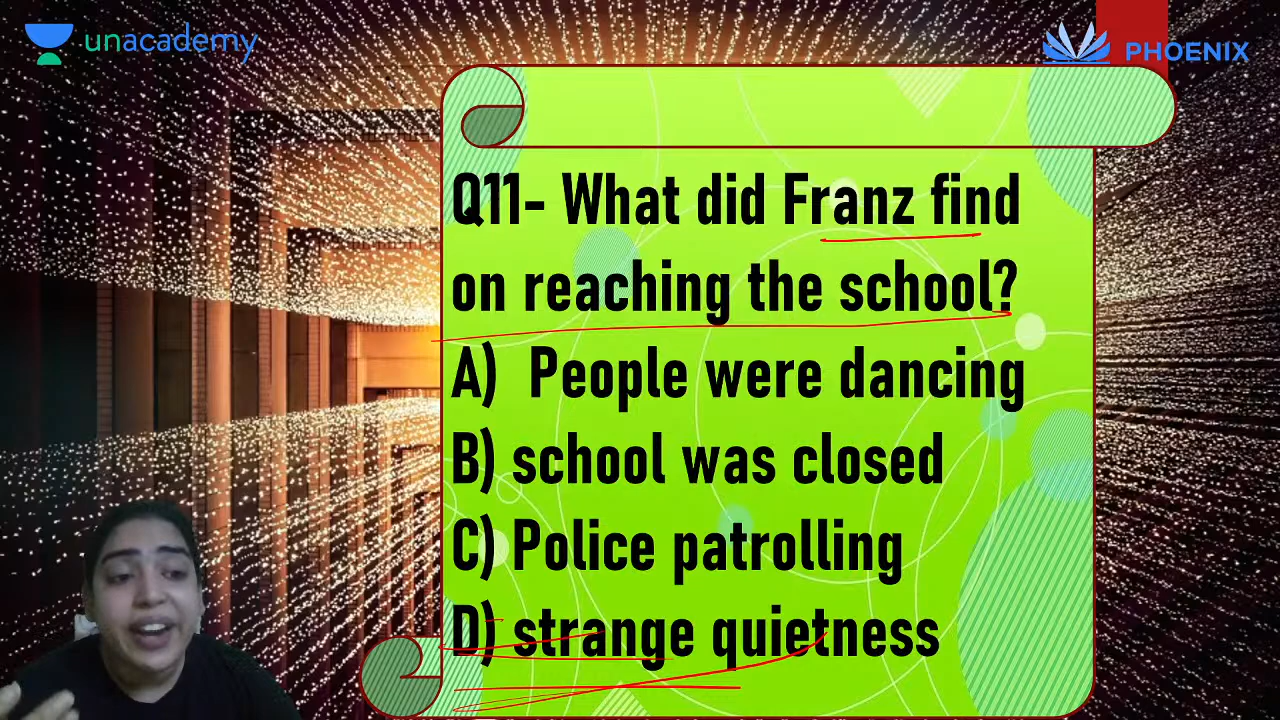 unacademy
PHOENIX
Q11- What did Franz find
on reaching the school?
A) People were dancing
B) school was closed
C) Police patrolling
D) strange quietness